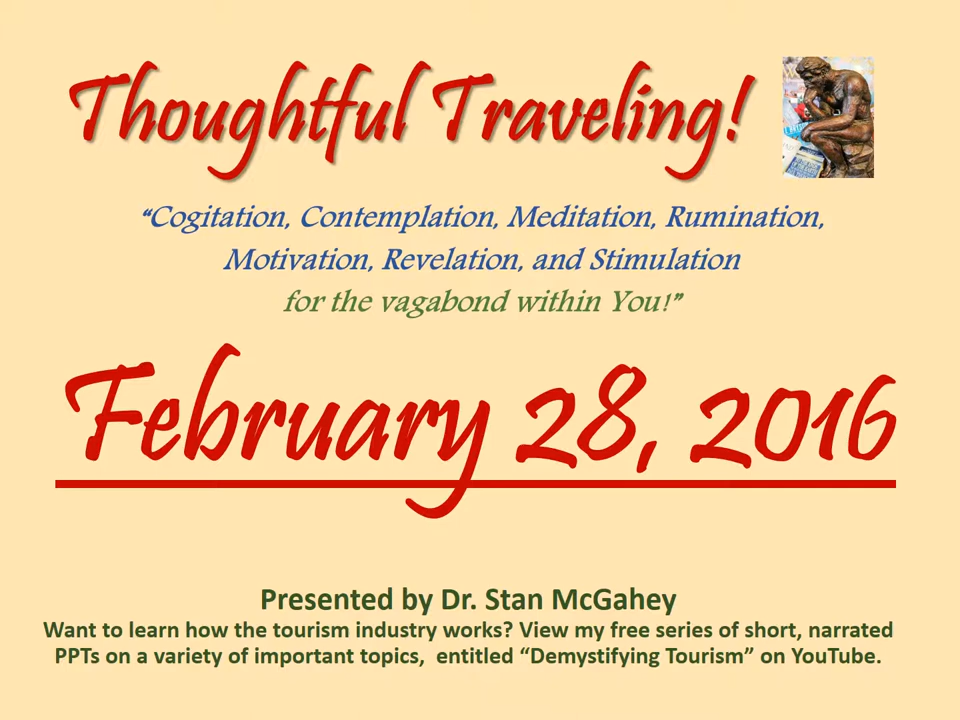 Thoughtful Traveling!
“Cogitation, Contemplation, Meditation, Rumination,
Motivation, Revelation, and Stimulation
for the vagabond within You!”
February 28, 2016
Presented by Dr. Stan McGahey
Want to learn how the tourism industry works? View my free series of short, narrated
PPTs on a variety of important topics, entitled “Demystifying Tourism” on YouTube.